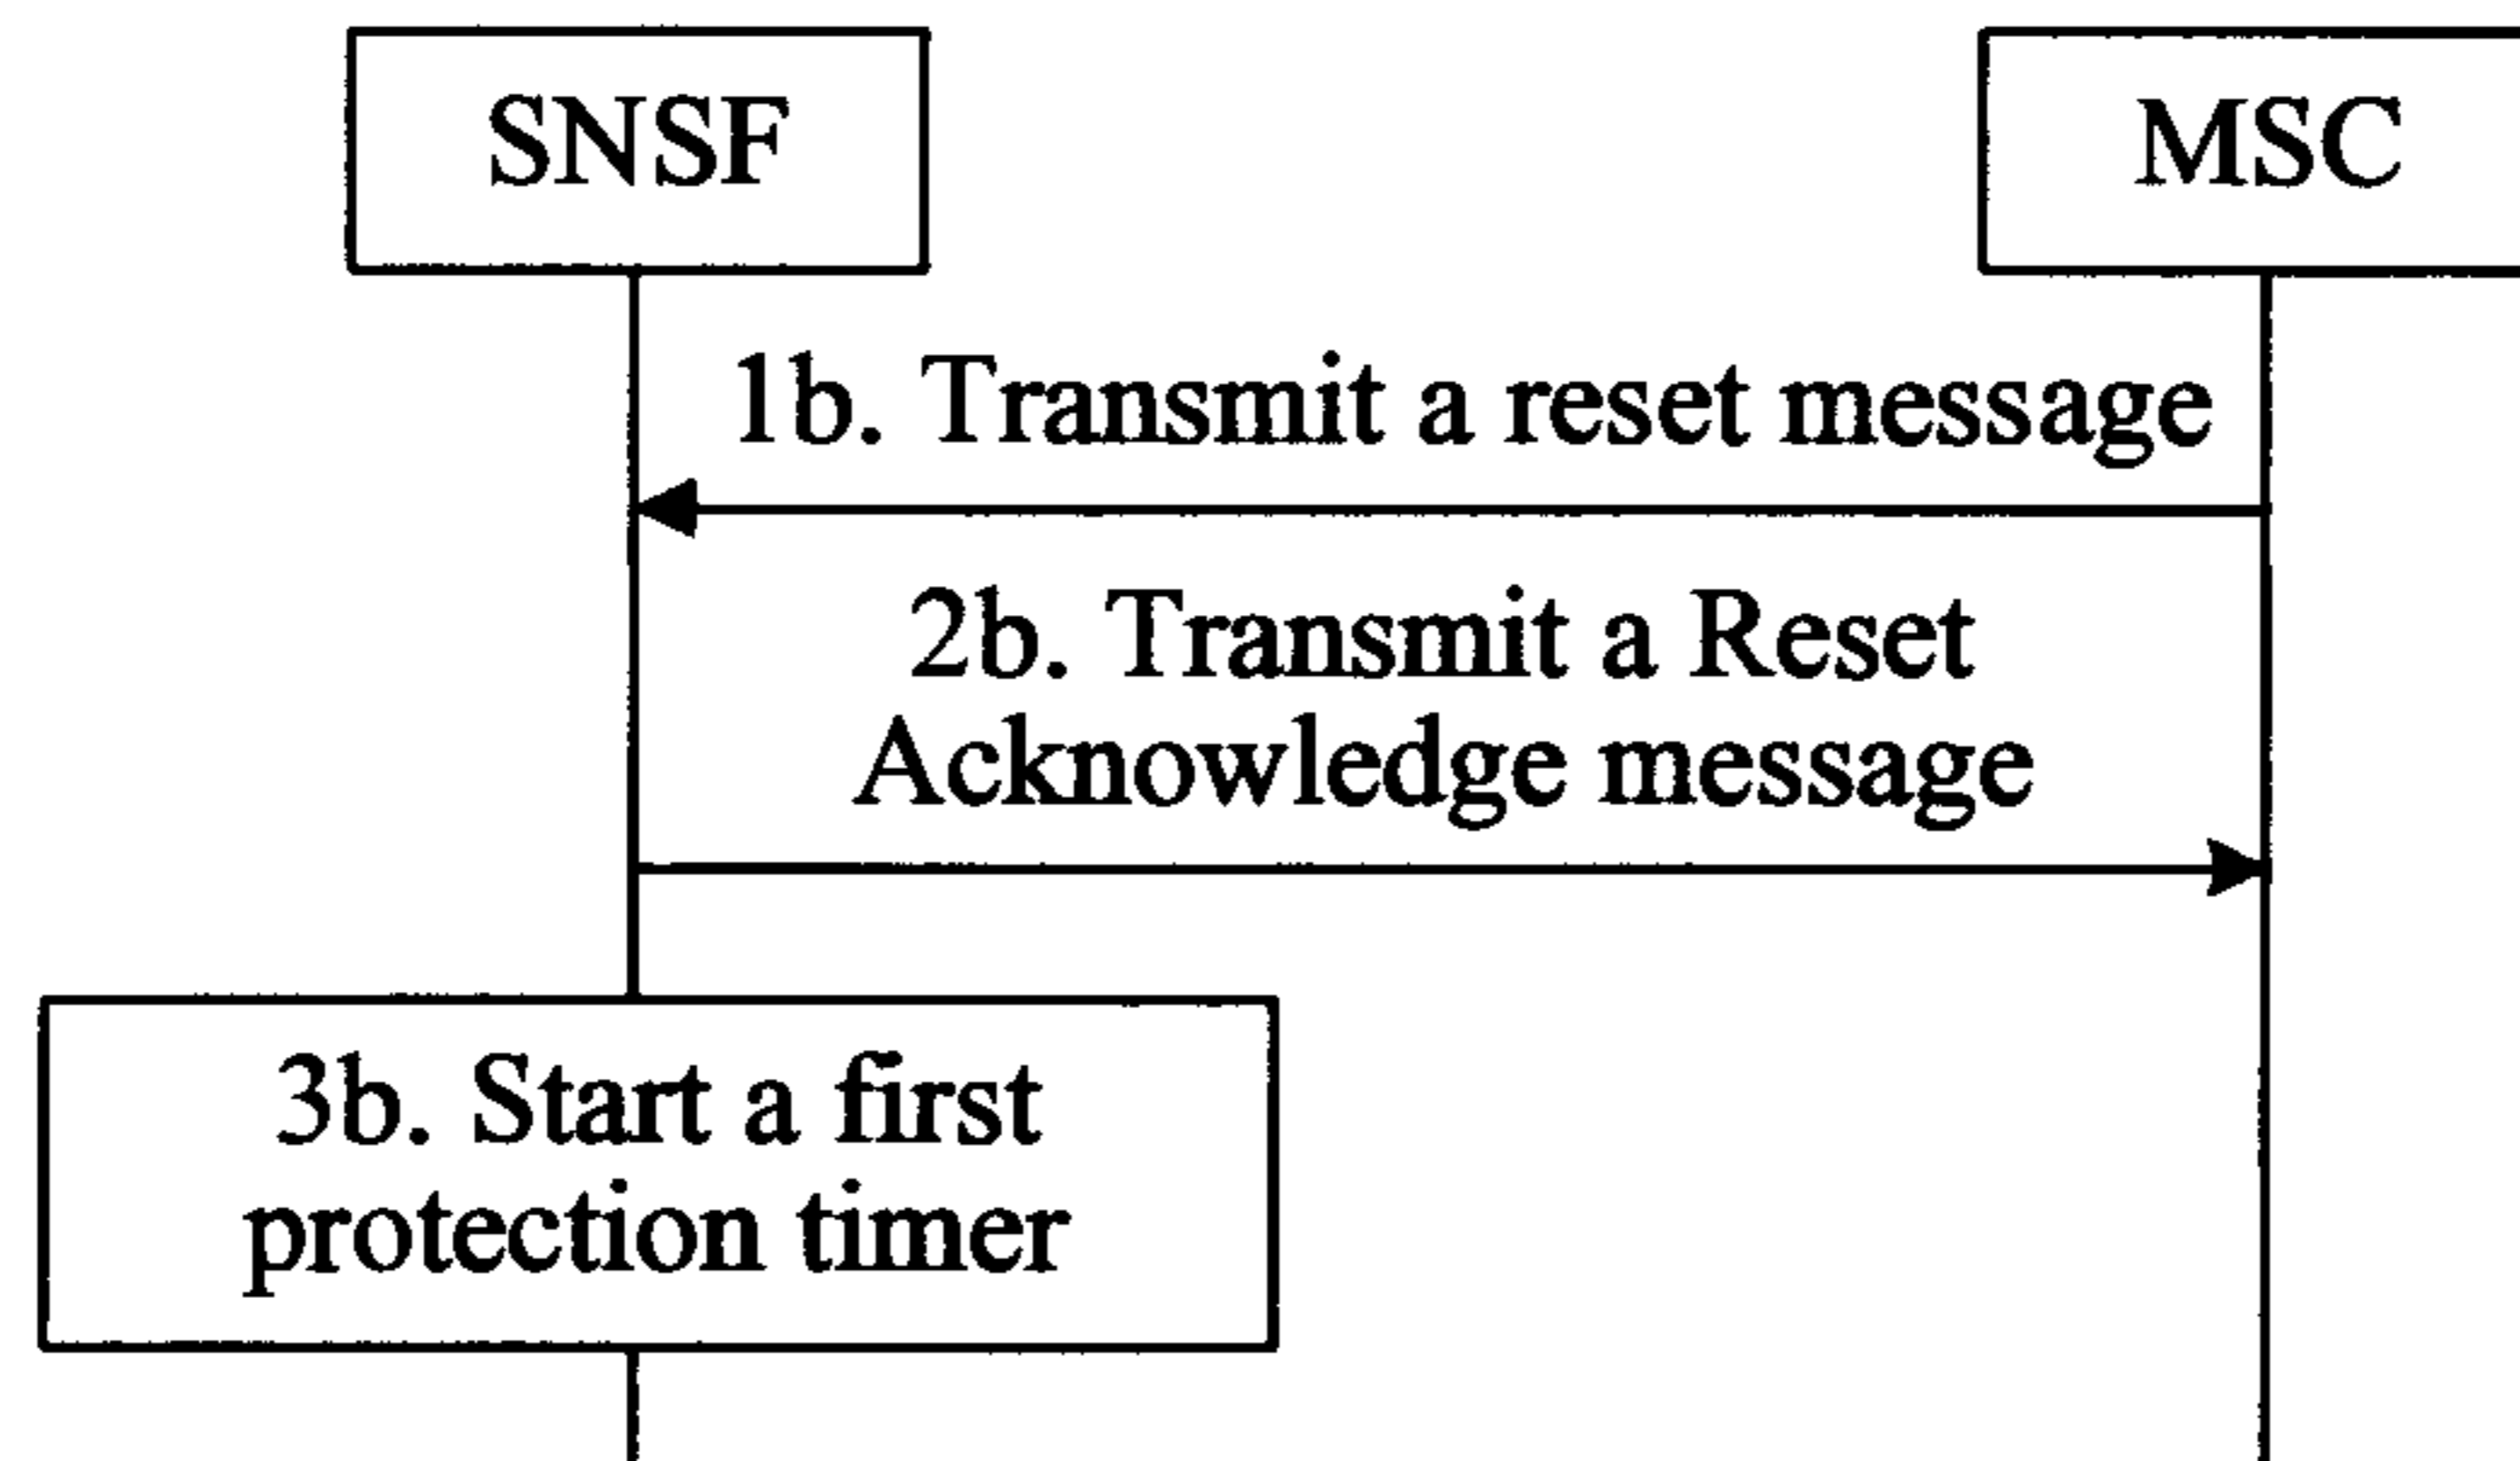 SNSF
MSC
1b. Transmit a reset message
2b. Transmit a Reset
Acknowledge message
3b. Start a first
protection timer